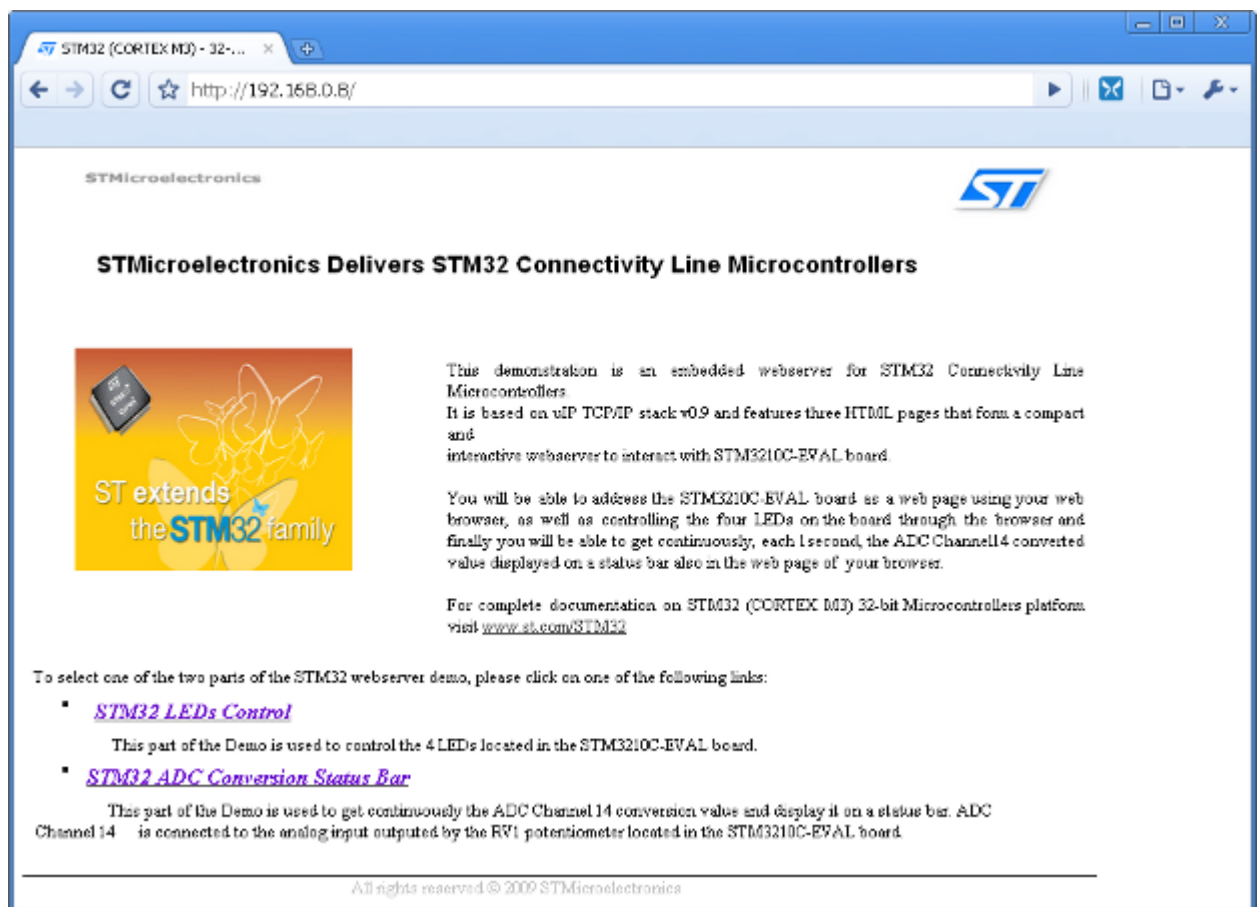 STM32 (CORTEX M3) - 32-...
http://192.168.0.8/
STMicroelectronics
ST
STMicroelectronics Delivers STM32 Connectivity Line Microcontrollers
ST extends
the STM32 family
This demonstration is an embedded webserver for STM32 Connectivity Line
Microcontrollers.
It is based on uIP TCP/IP stack v0.9 and features three HTML pages that form a compact
and
interactive webserver to interact with STM3210C-EVAL board.
You will be able to address the STM3210C-EVAL board as a web page using your web
browser, as well as controlling the four LEDs on the board through the browser and
finally you will be able to get continuously, each 1 second, the ADC Channel14 converted
value displayed on a status bar also in the web page of your browser.
For complete documentation on STM32 (CORTEX M3) 32-bit Microcontrollers platform
visit www.st.com/STM32
To select one of the two parts of the STM32 webserver demo, please click on one of the following links:
STM32 LEDs Control
This part of the Demo is used to control the 4 LEDs located in the STM3210C-EVAL board.
STM32 ADC Conversion Status Bar
This part of the Demo is used to get continuously the ADC Channel 14 conversion value and display it on a status bar. ADC
Channel 14 is connected to the analog input outputed by the RV1 potentiometer located in the STM3210C-EVAL board.
All rights reserved © 2009 STMicroelectronics